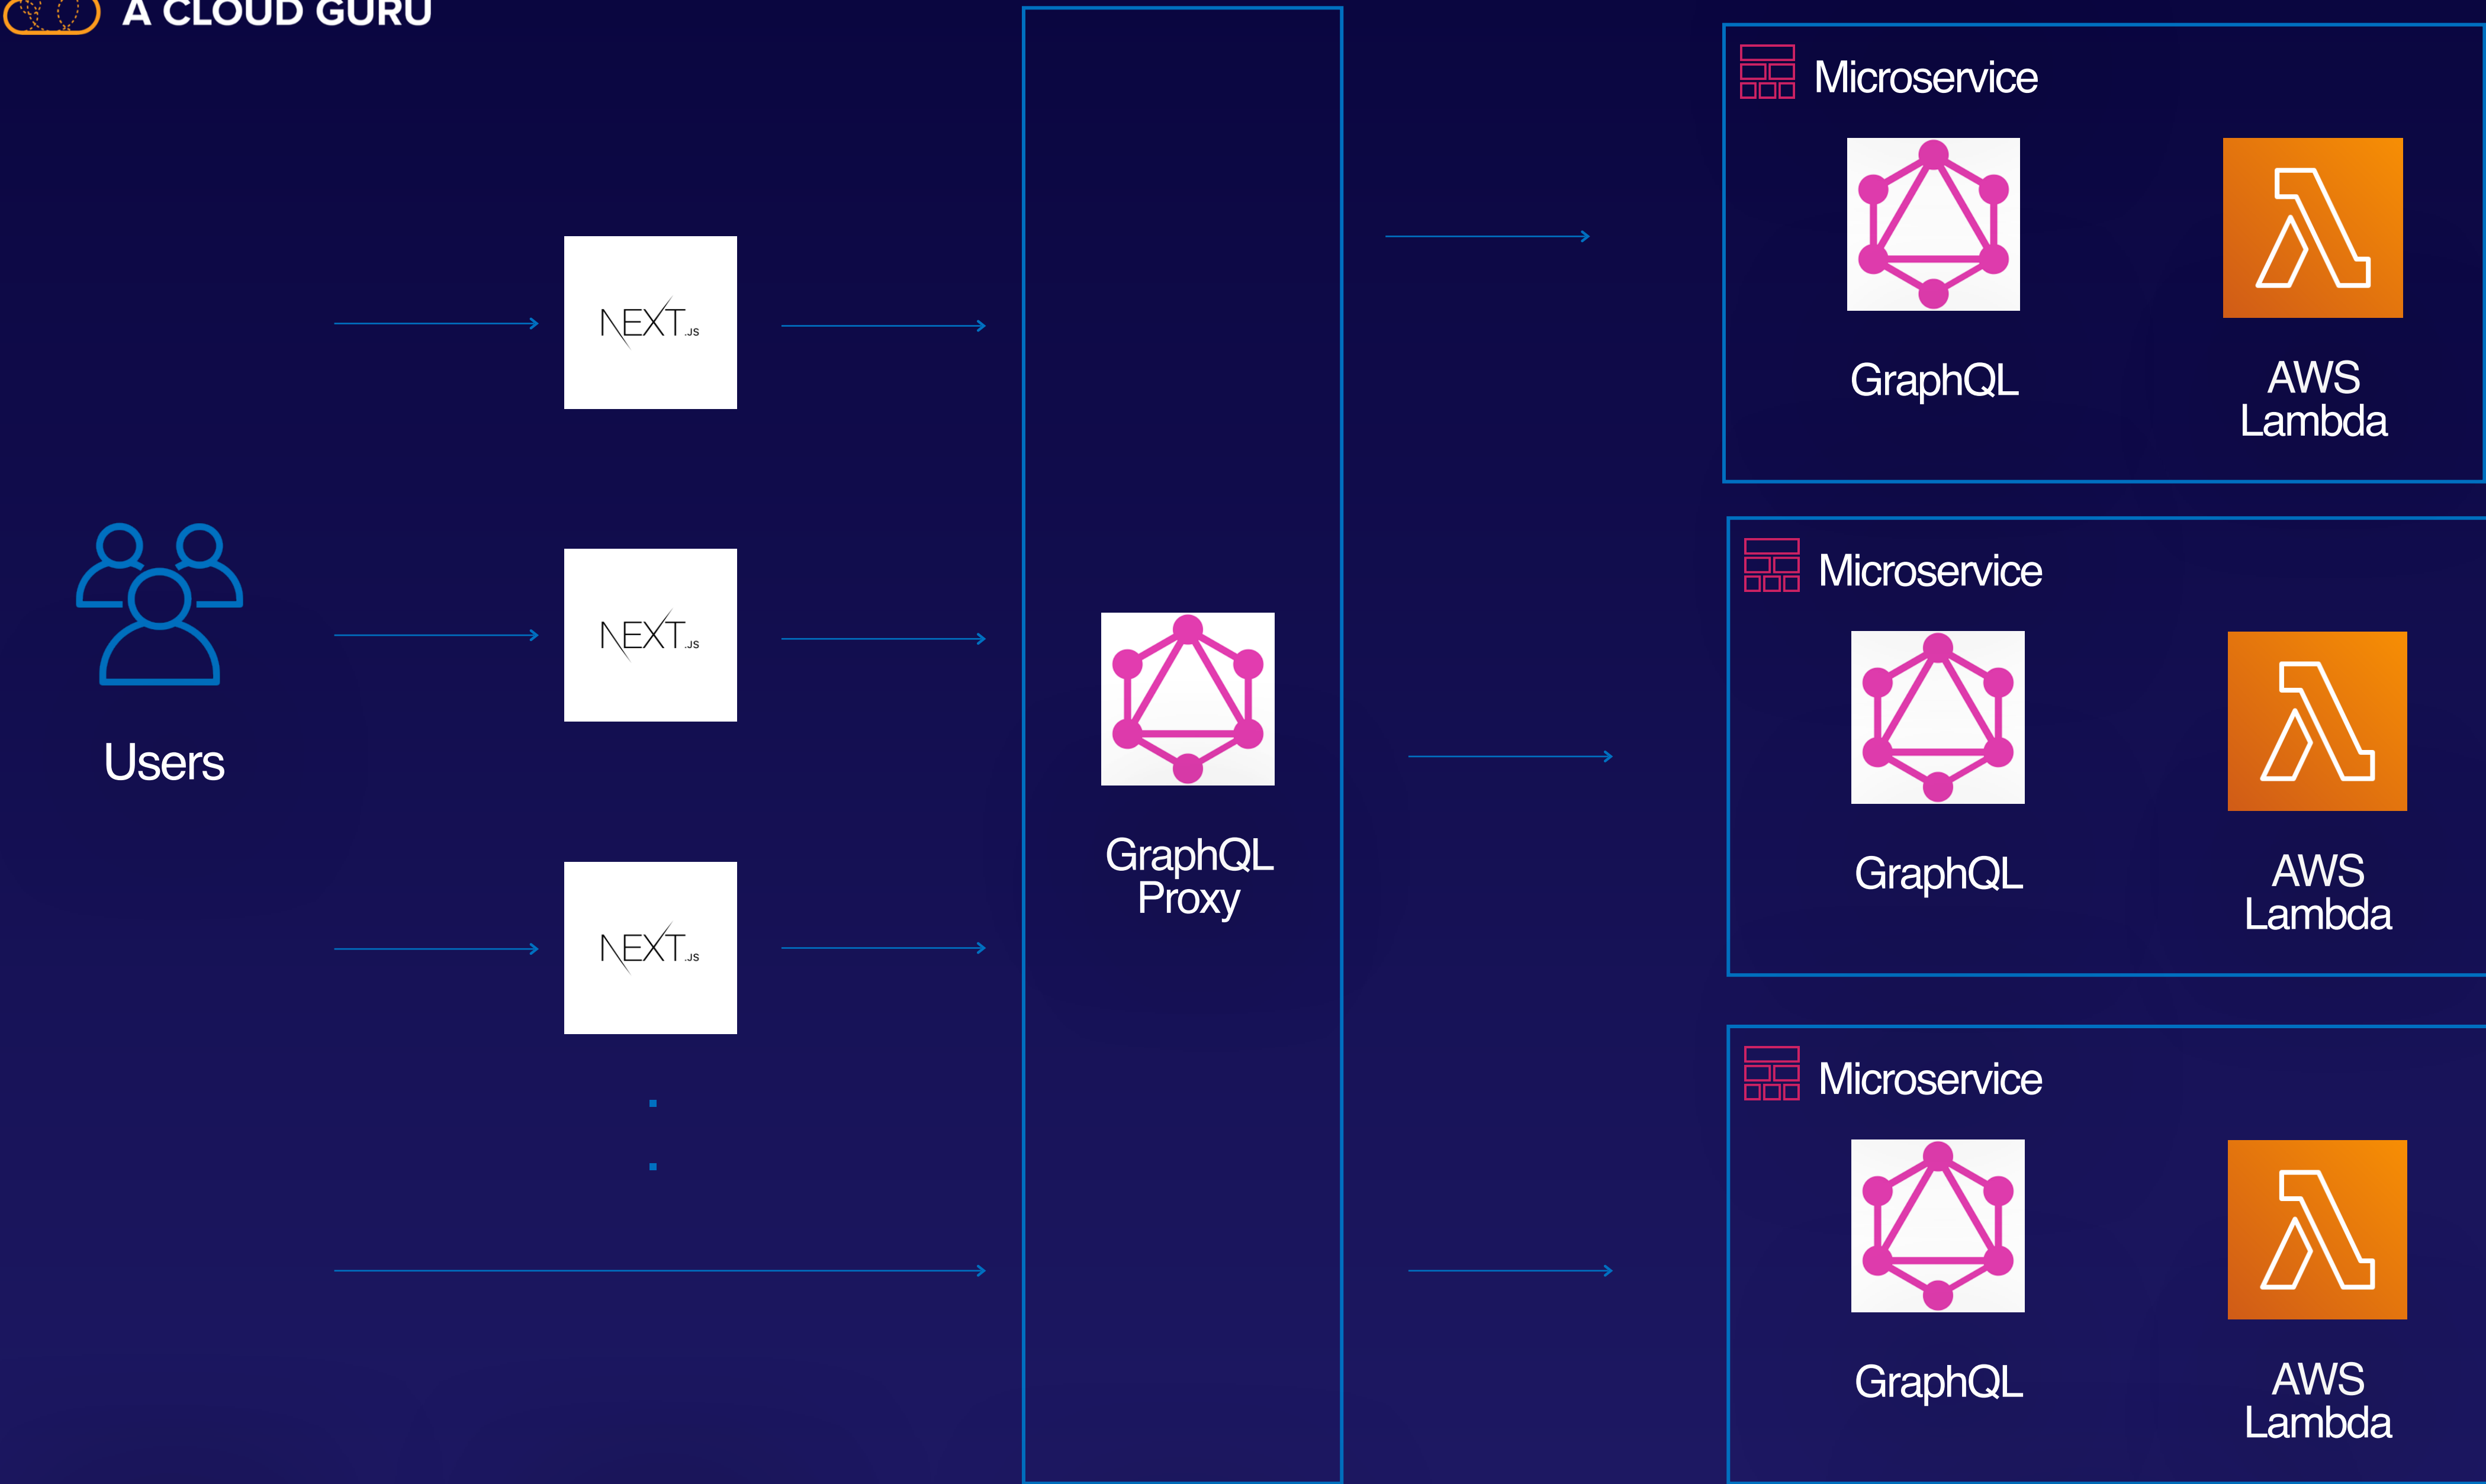 A CLOUD GURU
NEXT.JS
NEXT.JS
NEXT.JS
Users
GraphQL
Proxy
Microservice
GraphQL
AWS
Lambda
Microservice
GraphQL
AWS
Lambda
Microservice
GraphQL
AWS
Lambda